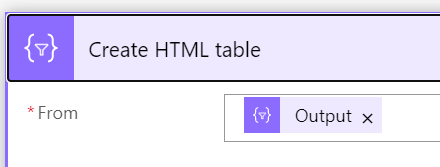 Create HTML table
* From
Output ×